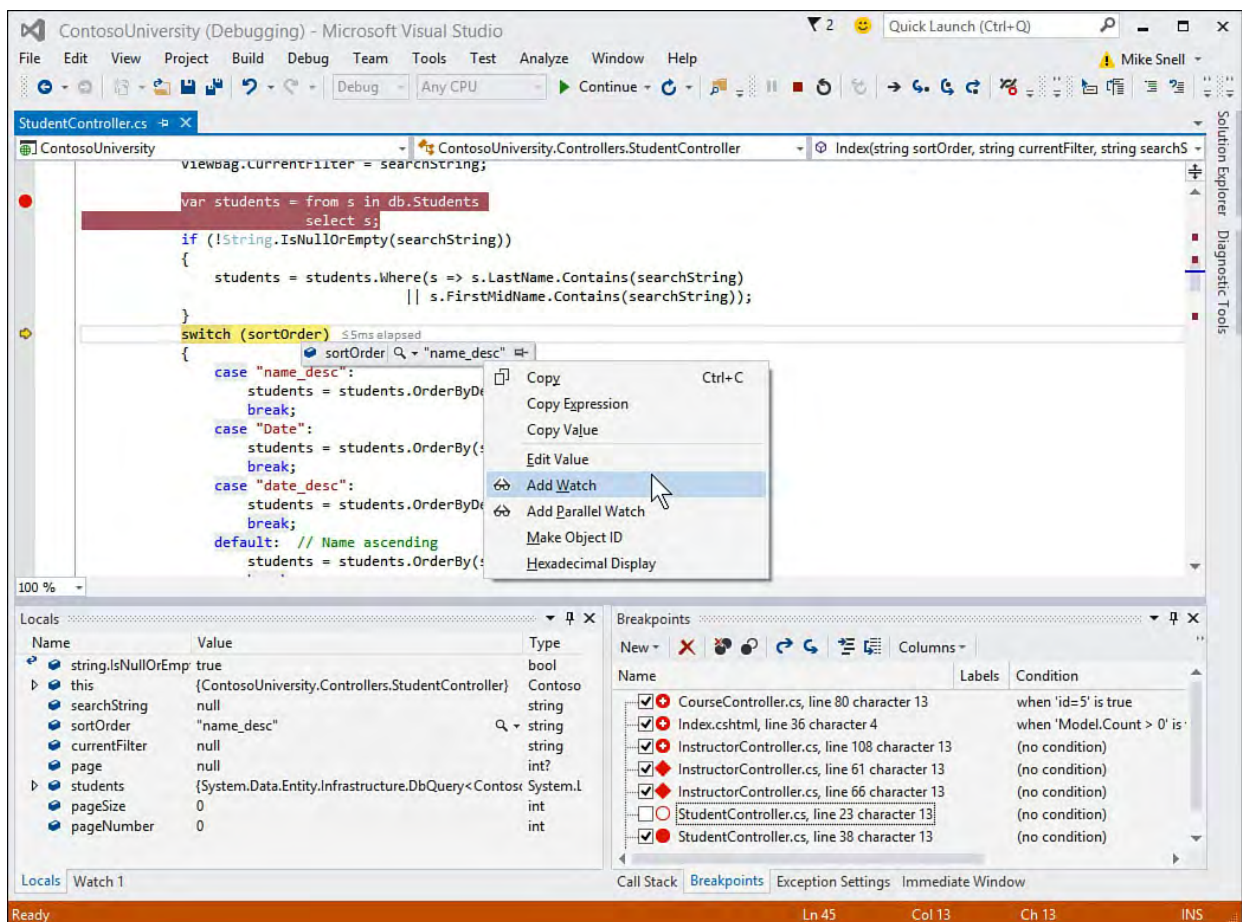 ContosoUniversity (Debugging) - Microsoft Visual Studio
2
Quick Launch (Ctrl+Q)
File Edit View Project Build Debug Team Tools Test Analyze Window Help
Mike Snell
Debug Any CPU Continue
StudentController.cs
ContosoUniversity
ContosoUniversity.Controllers.StudentController
Index(string sortOrder, string currentFilter, string searchS
Solution Explorer
Diagnostic Tools
ViewBag.CurrentFilter = searchString;
var students = from s in db.Students
select s;
if (!String.IsNullOrEmpty(searchString))
{
students = students.Where(s => s.LastName.Contains(searchString)
|| s.FirstMidName.Contains(searchString));
}
switch (sortOrder) ≤5ms elapsed
{
sortOrder "name_desc"
case "name_desc":
students = students.OrderByDe
break;
case "Date":
students = students.OrderBy(s
break;
case "date_desc":
students = students.OrderByDe
break;
default: // Name ascending
students = students.OrderBy(s
Copy Ctrl+C
Copy Expression
Copy Value
Edit Value
Add Watch
Add Parallel Watch
Make Object ID
Hexadecimal Display
100 %
Locals
Name Value Type
string.IsNullOrEmp true bool
this {ContosoUniversity.Controllers.StudentController} Contoso
searchString null string
sortOrder "name_desc" string
currentFilter null string
page null int?
students {System.Data.Entity.Infrastructure.DbQuery<Contoso System.L
pageSize 0 int
pageNumber 0 int
Locals Watch 1
Breakpoints
New Columns
Name Labels Condition
CourseController.cs, line 80 character 13 when 'id=5' is true
Index.cshtml, line 36 character 4 when 'Model.Count > 0' is
InstructorController.cs, line 108 character 13 (no condition)
InstructorController.cs, line 61 character 13 (no condition)
InstructorController.cs, line 66 character 13 (no condition)
StudentController.cs, line 23 character 13 (no condition)
StudentController.cs, line 38 character 13 (no condition)
Call Stack Breakpoints Exception Settings Immediate Window
Ready Ln 45 Col 13 Ch 13 INS